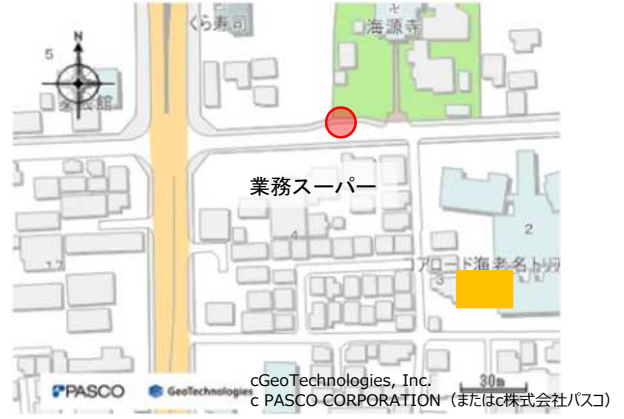 くら寿司
海源寺
N
5
業務スーパー
4
2
17
コアロード海老名トリア
3
PASCO
GeoTechnologies
cGeoTechnologies, Inc.
30m
c PASCO CORPORATION (またはc株式会社パスコ)